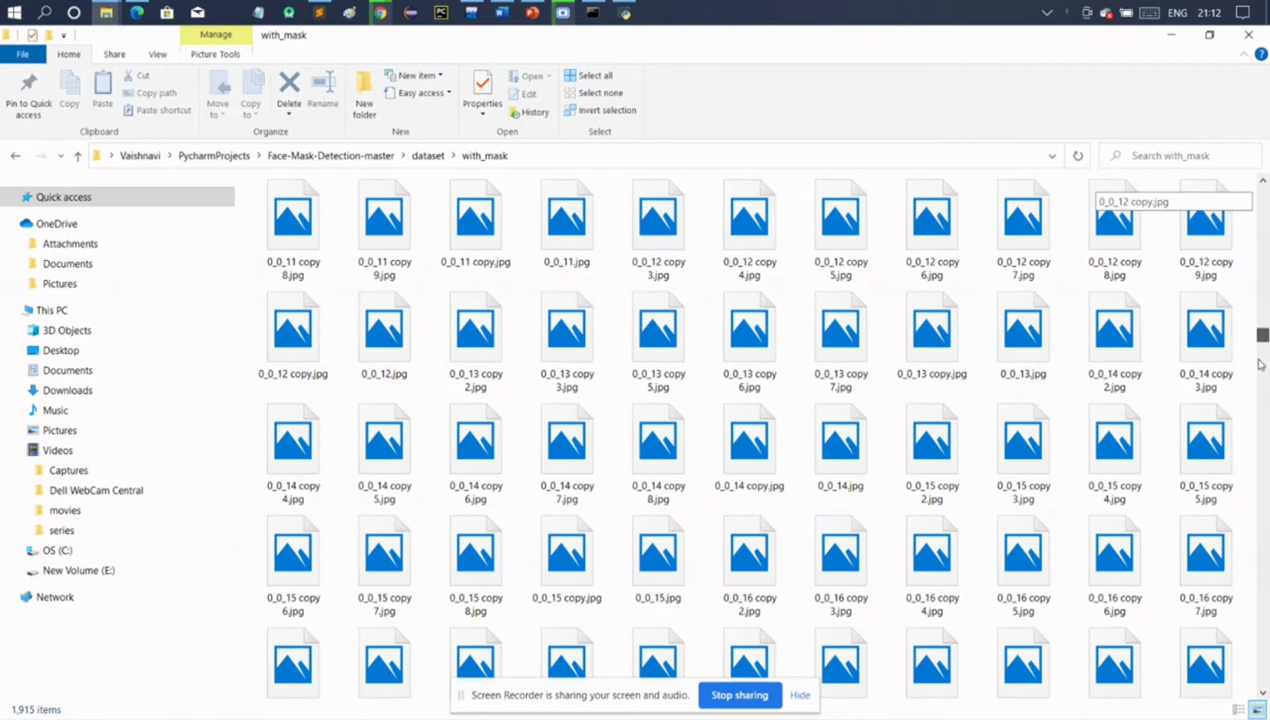 ENG 21:12
Manage with_mask
File Home Share View Picture Tools
Pin to Quick access
Copy
Paste
Cut
Copy path
Paste shortcut
Clipboard
Move to
Copy to
Delete
Rename
Organize
New folder
New item
Easy access
New
Properties
Open
Edit
History
Open
Select all
Select none
Invert selection
Select
Vaishnavi > PycharmProjects > Face-Mask-Detection-master > dataset > with_mask
Search with_mask
Quick access
OneDrive
Attachments
Documents
Pictures
This PC
3D Objects
Desktop
Documents
Downloads
Music
Pictures
Videos
Captures
Dell WebCam Central
movies
series
OS (C:)
New Volume (E:)
Network
0_0_12 copy.jpg
0_0_11 copy 8.jpg
0_0_11 copy 9.jpg
0_0_11 copy.jpg
0_0_11.jpg
0_0_12 copy 3.jpg
0_0_12 copy 4.jpg
0_0_12 copy 5.jpg
0_0_12 copy 6.jpg
0_0_12 copy 7.jpg
0_0_12 copy 8.jpg
0_0_12 copy 9.jpg
0_0_12 copy.jpg
0_0_12.jpg
0_0_13 copy 2.jpg
0_0_13 copy 3.jpg
0_0_13 copy 5.jpg
0_0_13 copy 6.jpg
0_0_13 copy 7.jpg
0_0_13 copy.jpg
0_0_13.jpg
0_0_14 copy 2.jpg
0_0_14 copy 3.jpg
0_0_14 copy 4.jpg
0_0_14 copy 5.jpg
0_0_14 copy 6.jpg
0_0_14 copy 7.jpg
0_0_14 copy 8.jpg
0_0_14 copy.jpg
0_0_14.jpg
0_0_15 copy 2.jpg
0_0_15 copy 3.jpg
0_0_15 copy 4.jpg
0_0_15 copy 5.jpg
0_0_15 copy 6.jpg
0_0_15 copy 7.jpg
0_0_15 copy 8.jpg
0_0_15 copy.jpg
0_0_15.jpg
0_0_16 copy 2.jpg
0_0_16 copy 3.jpg
0_0_16 copy 4.jpg
0_0_16 copy 5.jpg
0_0_16 copy 6.jpg
0_0_16 copy 7.jpg
Screen Recorder is sharing your screen and audio. Stop sharing Hide
1,915 items